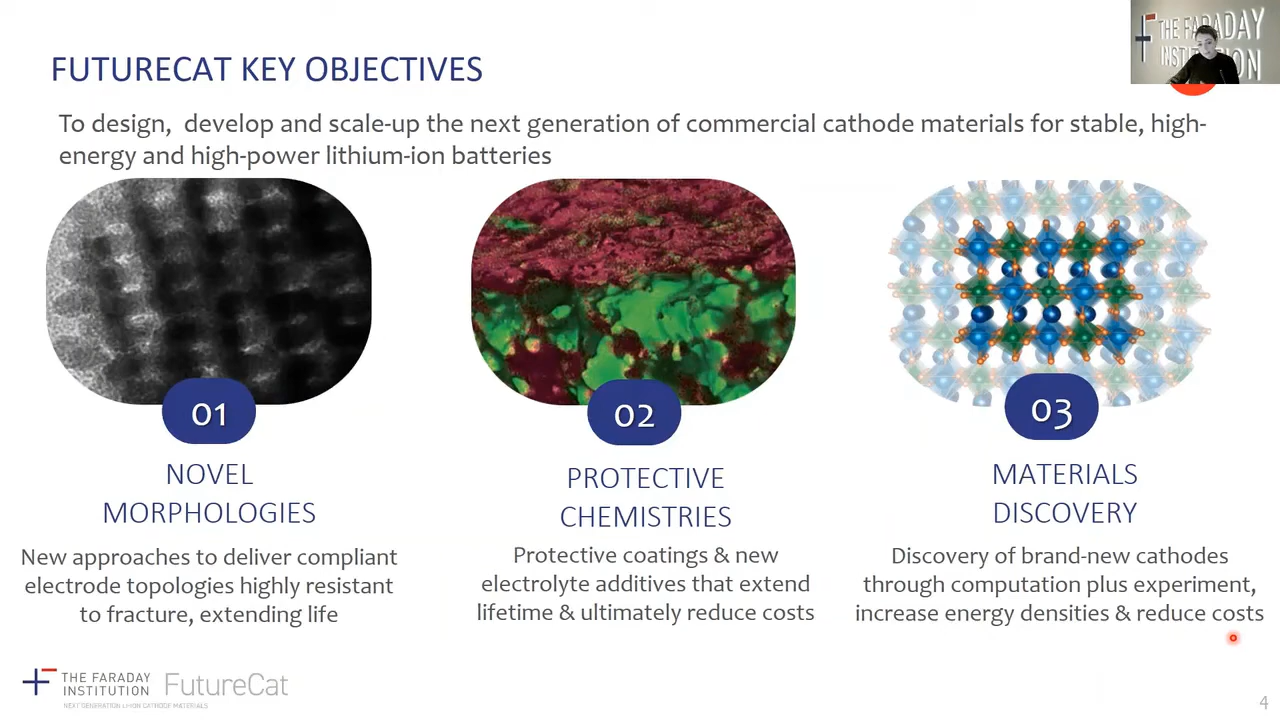 THE FARADAY
INSTITUTION
FUTURECAT KEY OBJECTIVES
To design, develop and scale-up the next generation of commercial cathode materials for stable, high-
energy and high-power lithium-ion batteries
01
NOVEL
MORPHOLOGIES
New approaches to deliver compliant
electrode topologies highly resistant
to fracture, extending life
02
PROTECTIVE
CHEMISTRIES
Protective coatings & new
electrolyte additives that extend
lifetime & ultimately reduce costs
03
MATERIALS
DISCOVERY
Discovery of brand-new cathodes
through computation plus experiment,
increase energy densities & reduce costs
THE FARADAY
INSTITUTION
FutureCat
NEXT GENERATION LI-ION CATHODE MATERIALS
4